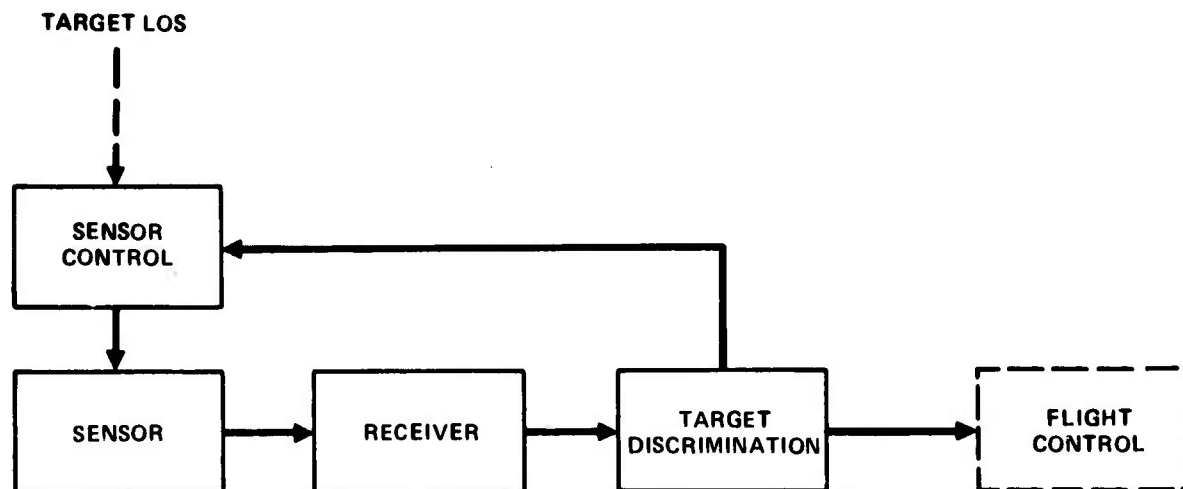 TARGET LOS
SENSOR
CONTROL
SENSOR
RECEIVER
TARGET
DISCRIMINATION
FLIGHT
CONTROL